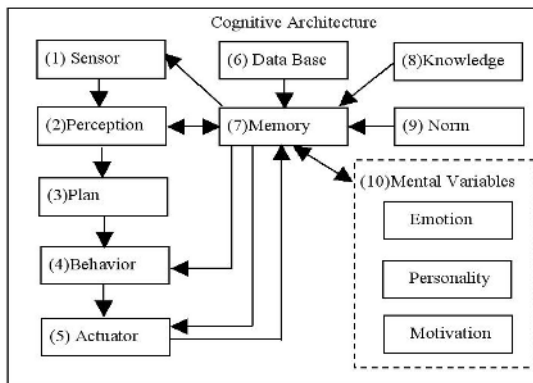 Cognitive Architecture
(1) Sensor
(6) Data Base
(8)Knowledge
(2)Perception
(7)Memory
(9) Norm
(3)Plan
(10)Mental Variables
Emotion
(4)Behavior
Personality
(5) Actuator
Motivation